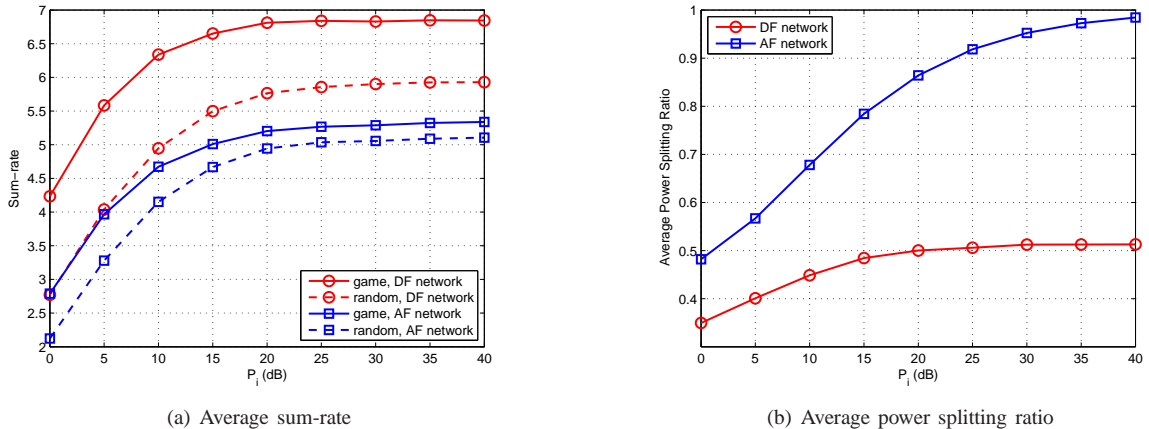 7
6.5
6
5.5
5
4.5
4
3.5
3
2.5
2
Sum−rate
game, DF network
random, DF network
game, AF network
random, AF network
0 5 10 15 20 25 30 35 40
P_i (dB)
(a) Average sum-rate
1
0.9
0.8
0.7
0.6
0.5
0.4
Average Power Splitting Ratio
DF network
AF network
0 5 10 15 20 25 30 35 40
P_i (dB)
(b) Average power splitting ratio